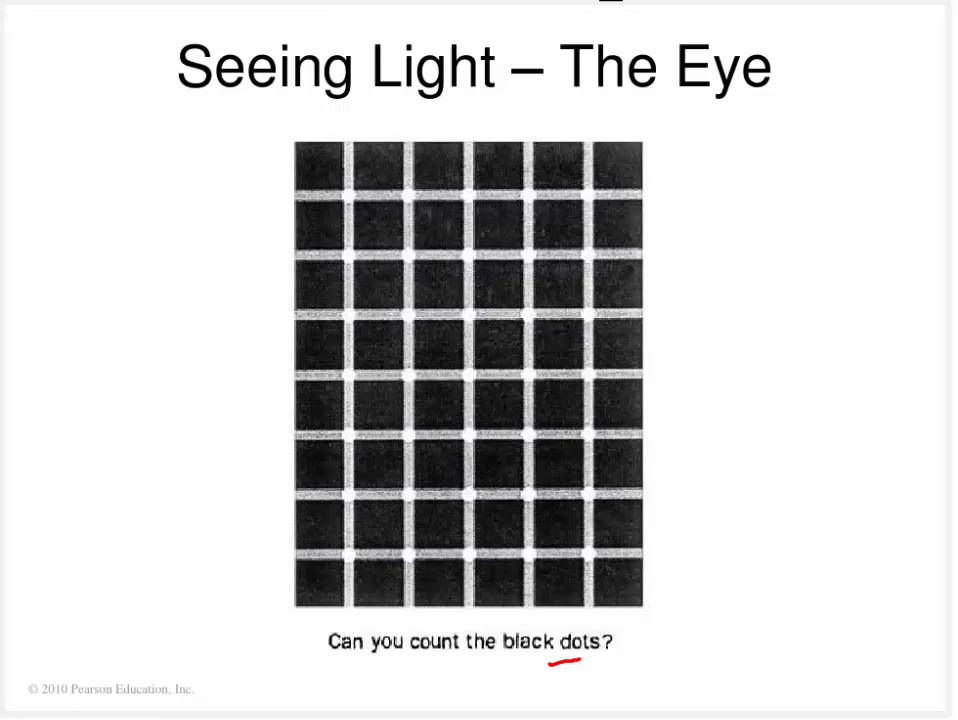 Seeing Light – The Eye
Can you count the black dots?
© 2010 Pearson Education, Inc.